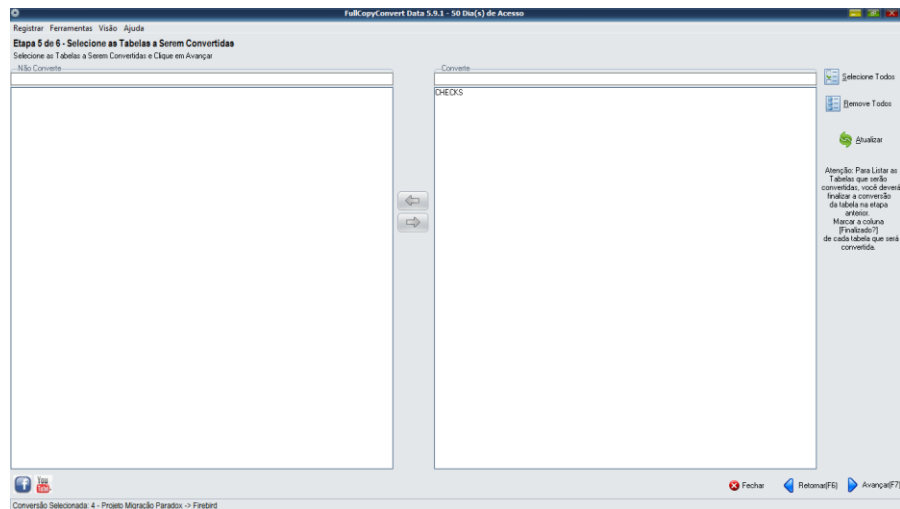 FullCopyConvert Data 5.9.1 - 50 Dia(s) de Acesso
Registrar Ferramentas Visão Ajuda
Etapa 5 de 6 - Selecione as Tabelas a Serem Convertidas
Selecione as Tabelas a Serem Convertidas e Clique em Avançar
Não Converte
Converte
CHECKS
Selecione Todos
Remove Todos
Atualizar
Atenção: Para Listar as
Tabelas que serão
convertidas, você deverá
finalizar a conversão
da tabela na etapa
anterior.
Marcar a coluna
[Finalizado?]
de cada tabela que será
convertida.
You
Tube
Fechar
Retornar(F6)
Avançar(F7)
Conversão Selecionada: 4 - Projeto Migração Paradox -> Firebird